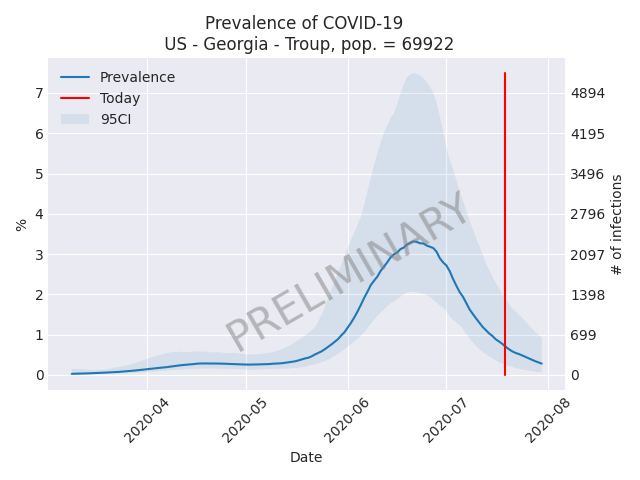 Prevalence of COVID-19
US - Georgia - Troup, pop. = 69922
Prevalence
Today
95CI
7
6
5
4
3
2
1
0
%
4894
4195
3496
2796
2097
1398
699
0
# of infections
PRELIMINARY
2020-04
2020-05
2020-06
2020-07
2020-08
Date